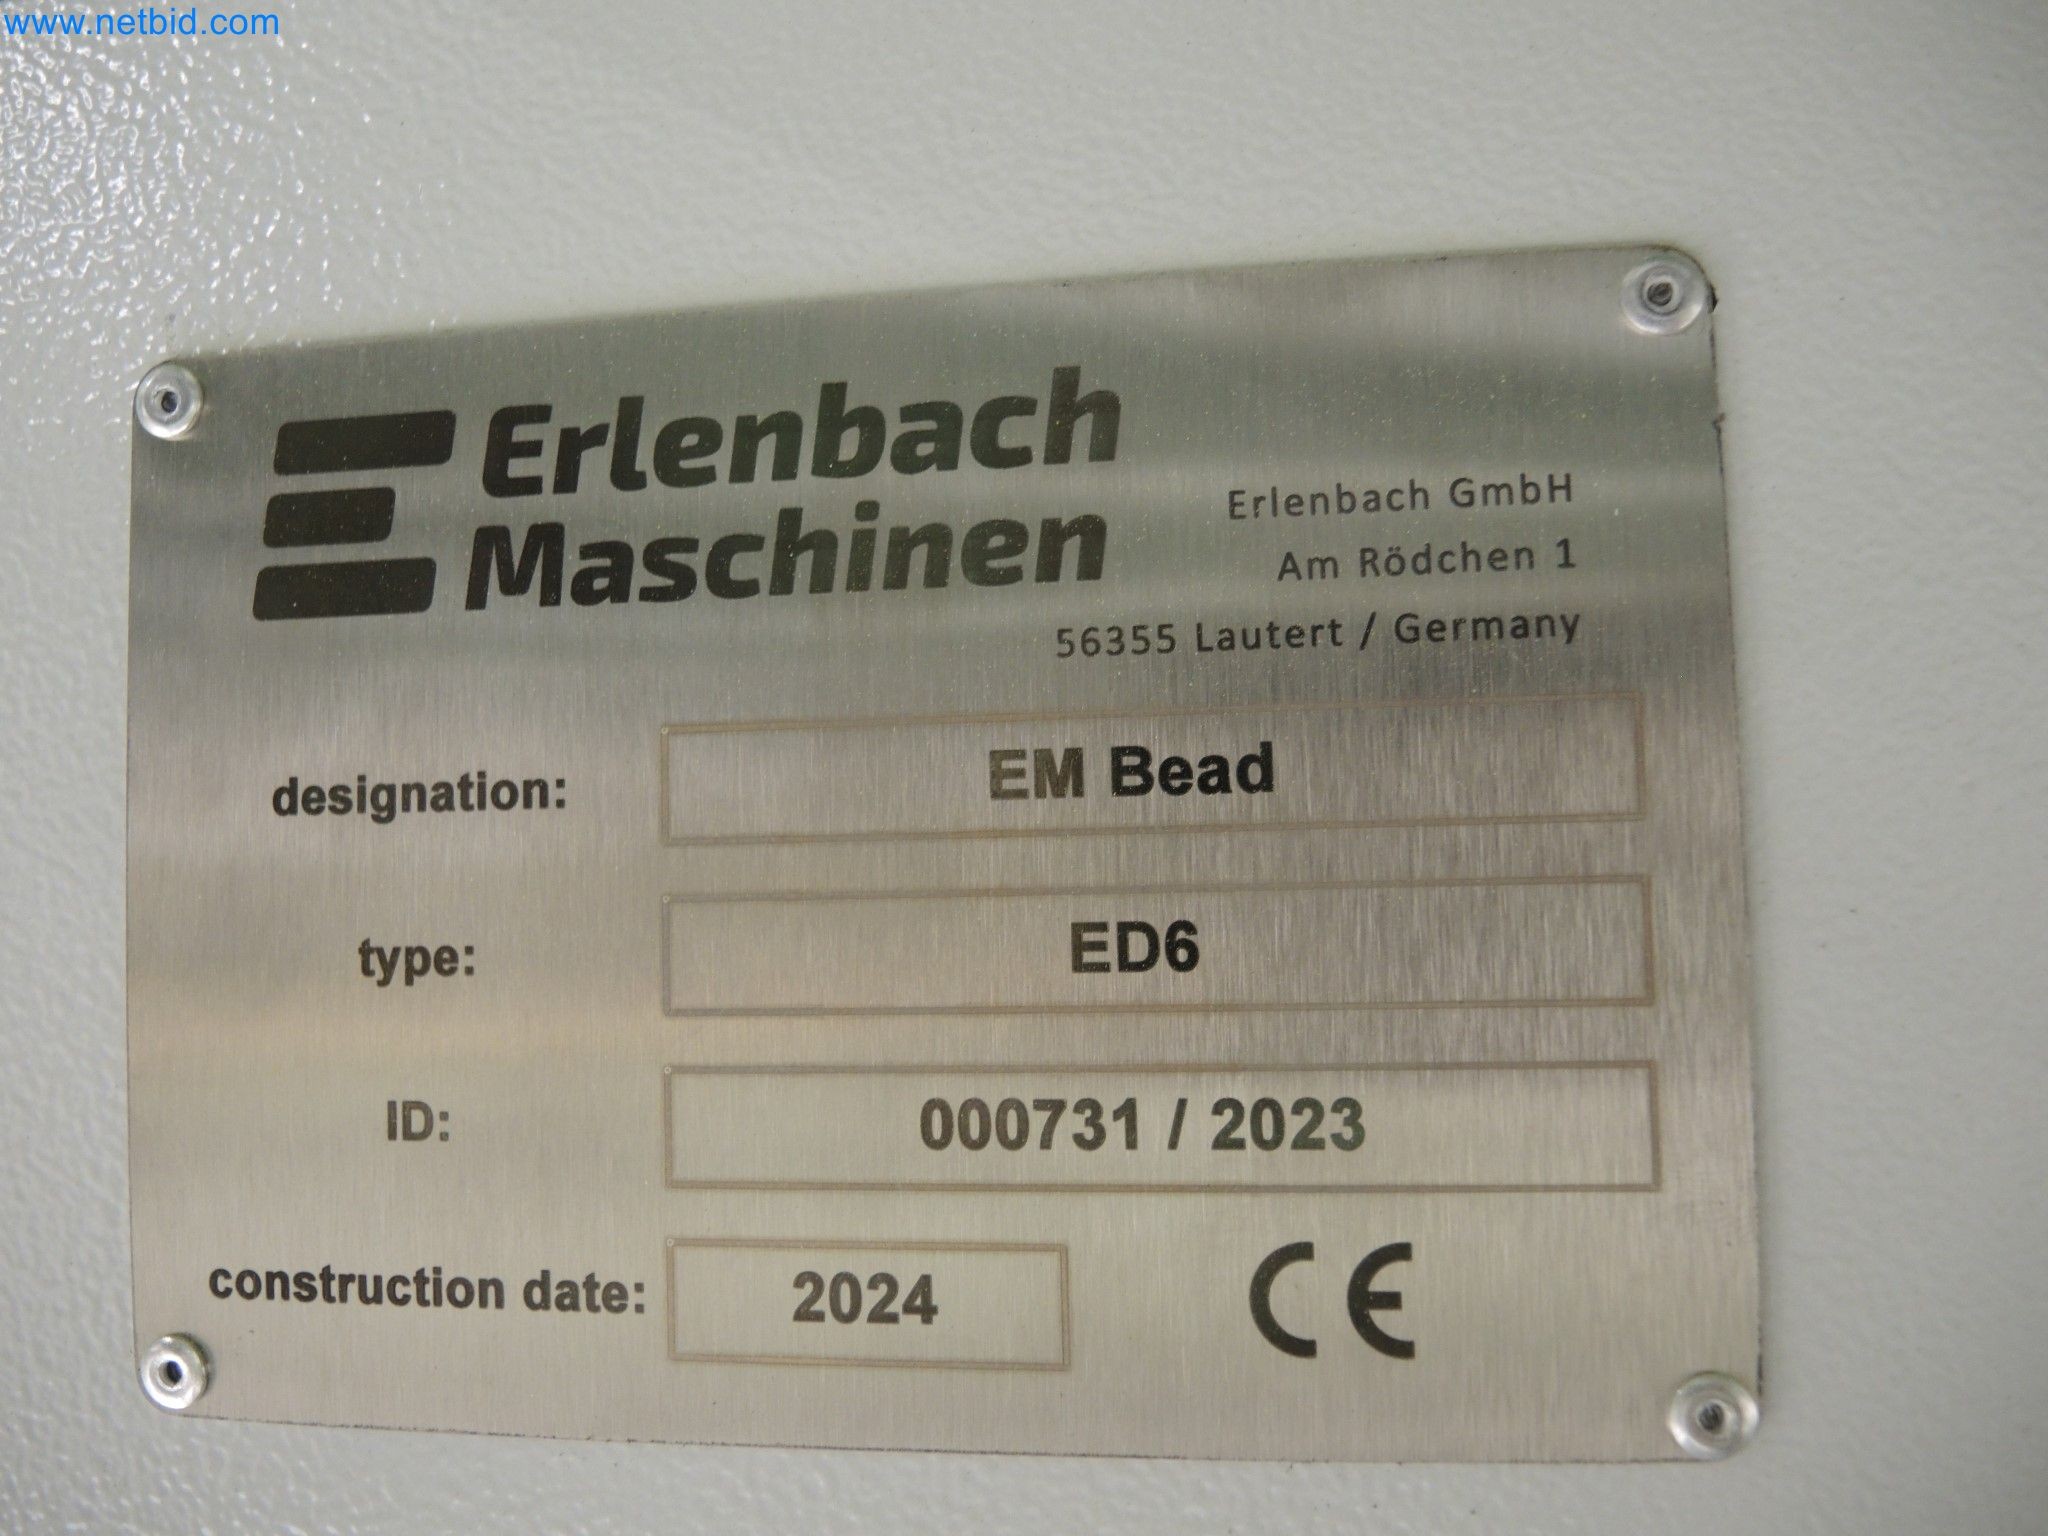 www.netbid.com
Erlenbach
Maschinen
Erlenbach GmbH
Am Rödchen 1
56355 Lautert / Germany
designation: EM Bead
type: ED6
ID: 000731 / 2023
construction date: 2024 CE